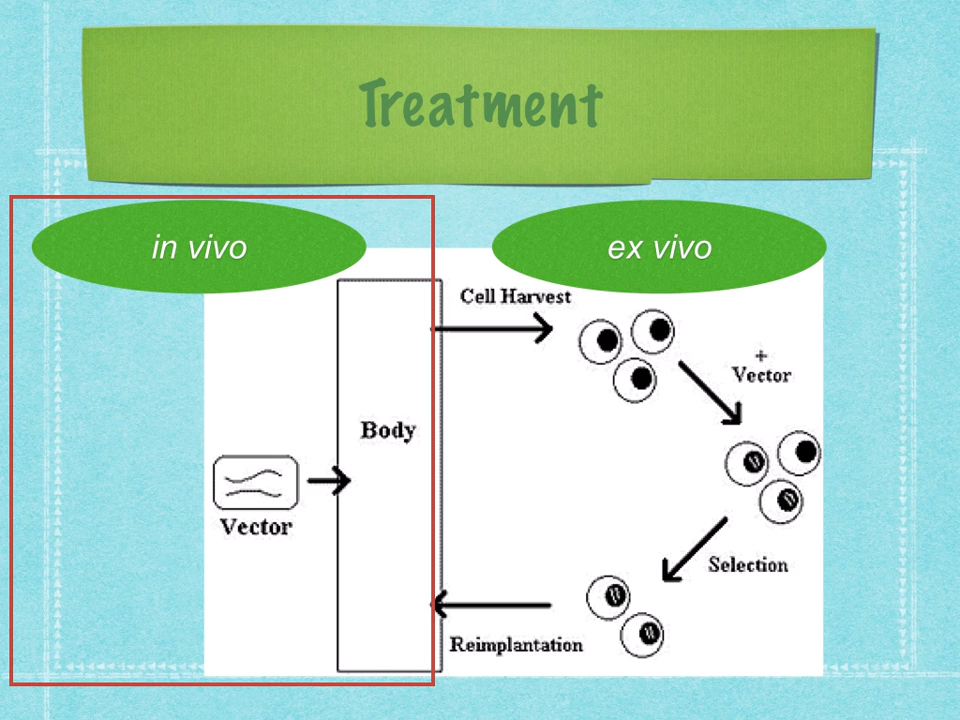 Treatment
in vivo
ex vivo
Cell Harvest
+
Vector
Body
Vector
Selection
Reimplantation